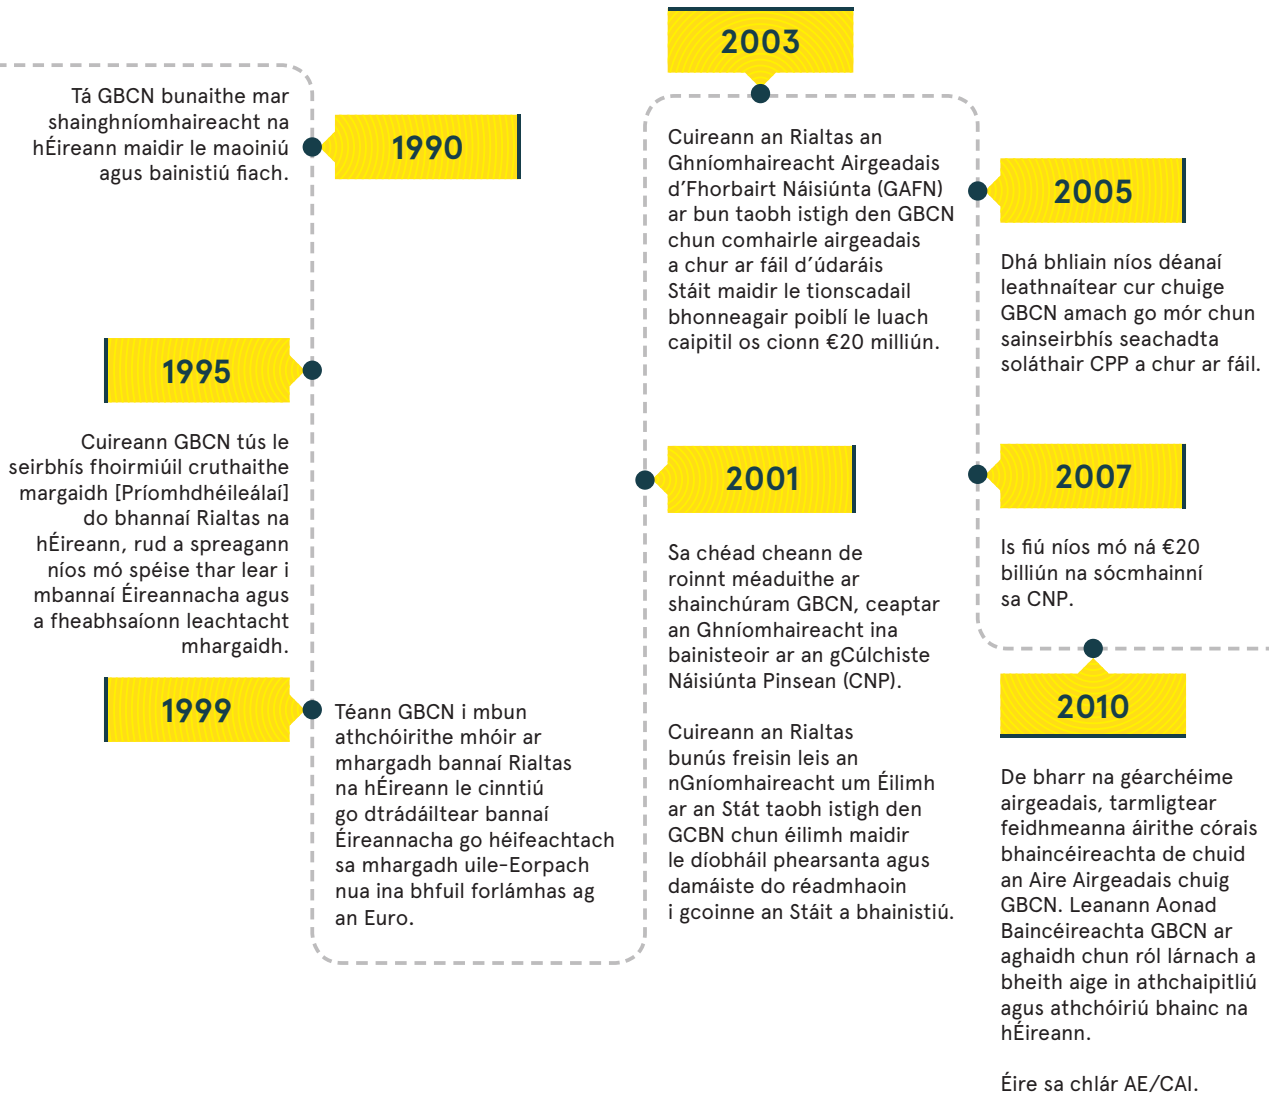 Tá GBCN bunaithe mar
shainghníomhaireacht na
hÉireann maidir le maoiniú
agus bainistiú fiach.
1990
1995
Cuireann GBCN tús le
seirbhís fhoirmiúil cruthaithe
margaidh [Príomhdhéileálaí]
do bhannaí Rialtas na
hÉireann, rud a spreagann
níos mó spéise thar lear i
mbannaí Éireannacha agus
a fheabhsaíonn leachtacht
mhargaidh.
1999
Téann GBCN i mbun
athchóirithe mhóir ar
mhargadh bannaí Rialtas
na hÉireann le cinntiú
go dtrádáiltear bannaí
Éireannacha go héifeachtach
sa mhargadh uile-Eorpach
nua ina bhfuil forlámhas ag
an Euro.
2001
Sa chéad cheann de
roinnt méaduithe ar
shainchúram GBCN, ceaptar
an Ghníomhaireacht ina
bainisteoir ar an gCúlchiste
Náisiúnta Pinsean (CNP).
Cuireann an Rialtas
bunús freisin leis an
nGníomhaireacht um Éilimh
ar an Stát taobh istigh den
GCBN chun éilimh maidir
le díobháil phearsanta agus
damáiste do réadmhaoin
i gcoinne an Stáit a bhainistiú.
2003
Cuireann an Rialtas an
Ghníomhaireacht Airgeadais
d’Fhorbairt Náisiúnta (GAFN)
ar bun taobh istigh den GBCN
chun comhairle airgeadais
a chur ar fáil d’údaráis
Stáit maidir le tionscadail
bhonneagair poiblí le luach
caipitil os cionn €20 milliún.
2005
Dhá bhliain níos déanaí
leathnaítear cur chuige
GBCN amach go mór chun
sainseirbhís seachadta
soláthair CPP a chur ar fáil.
2007
Is fiú níos mó ná €20
billiún na sócmhainní
sa CNP.
2010
De bharr na géarchéime
airgeadais, tarmligtear
feidhmeanna áirithe córais
bhaincéireachta de chuid
an Aire Airgeadais chuig
GBCN. Leanann Aonad
Baincéireachta GBCN ar
aghaidh chun ról lárnach a
bheith aige in athchaipitliú
agus athchóiriú bhainc na
hÉireann.
Éire sa chlár AE/CAI.